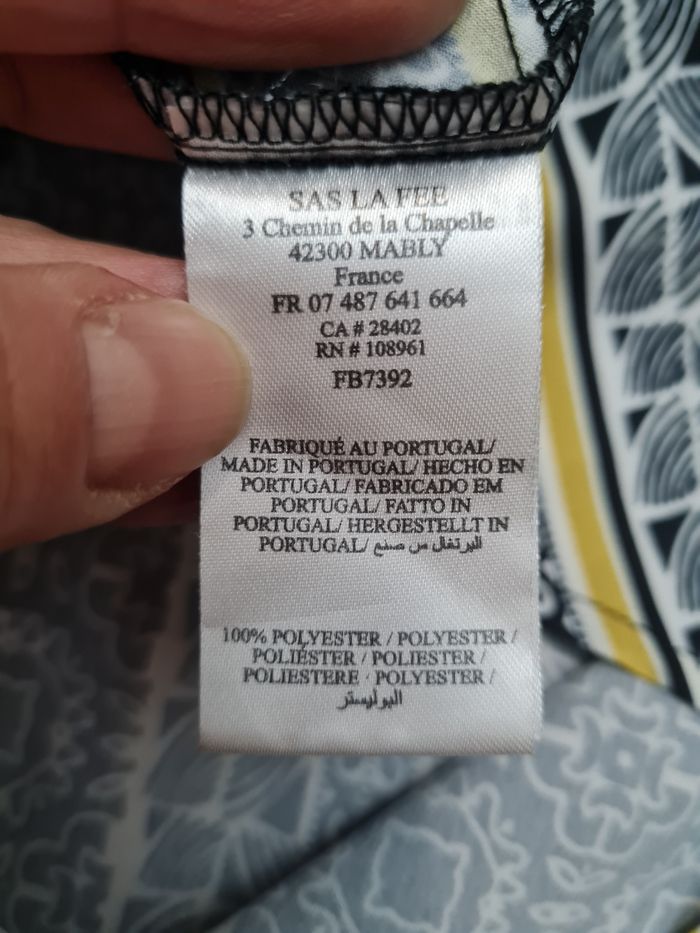 SAS LA FEE
3 Chemin de la Chapelle
42300 MABLY
France
FR 07 487 641 664
CA # 28402
RN # 108961
FB7392
FABRIQUÉ AU PORTUGAL/
MADE IN PORTUGAL/ HECHO EN
PORTUGAL/ FABRICADO EM
PORTUGAL/ FATTO IN
PORTUGAL/ HERGESTELLT IN
PORTUGAL/ البرتغال من صنع
100% POLYESTER / POLYESTER /
POLIÉSTER / POLIESTER /
POLIESTERE · POLYESTER /
البوليستر